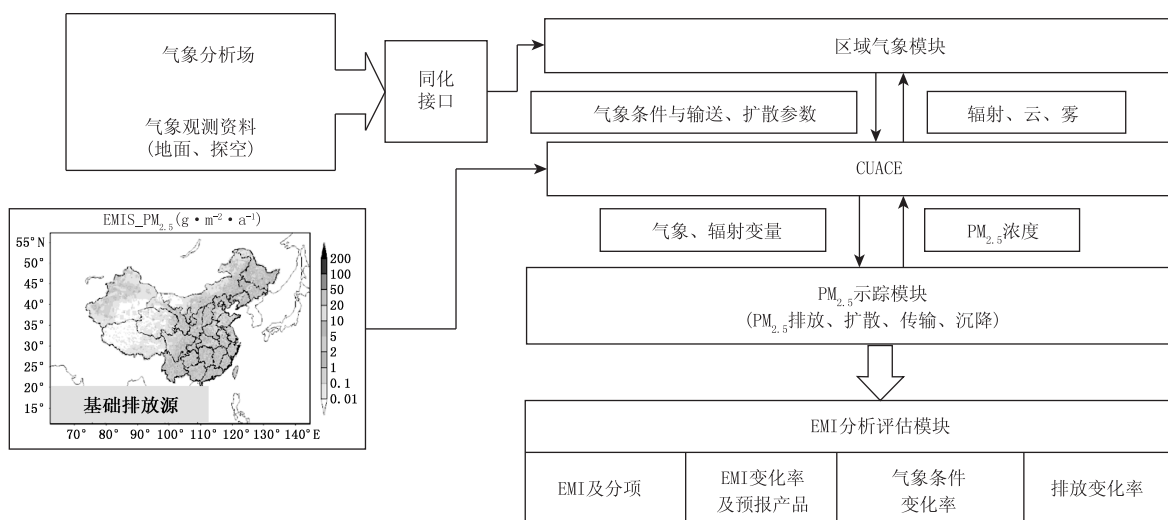 气象分析场
气象观测资料
(地面、探空)
同化
接口
区域气象模块
气象条件与输送、扩散参数
辐射、云、雾
CUACE
气象、辐射变量
PM₂.₅浓度
PM₂.₅示踪模块
(PM₂.₅排放、扩散、传输、沉降)
EMI分析评估模块
EMI及分项
EMI变化率
及预报产品
气象条件
变化率
排放变化率
EMIS_PM₂.₅(g·m⁻²·a⁻¹)
55°N
50°
45°
40°
35°
30°
25°
20°
15°
70° 80° 90° 100° 110° 120° 130° 140°E
200
100
50
20
10
5
2
1
0.1
0.01
基础排放源